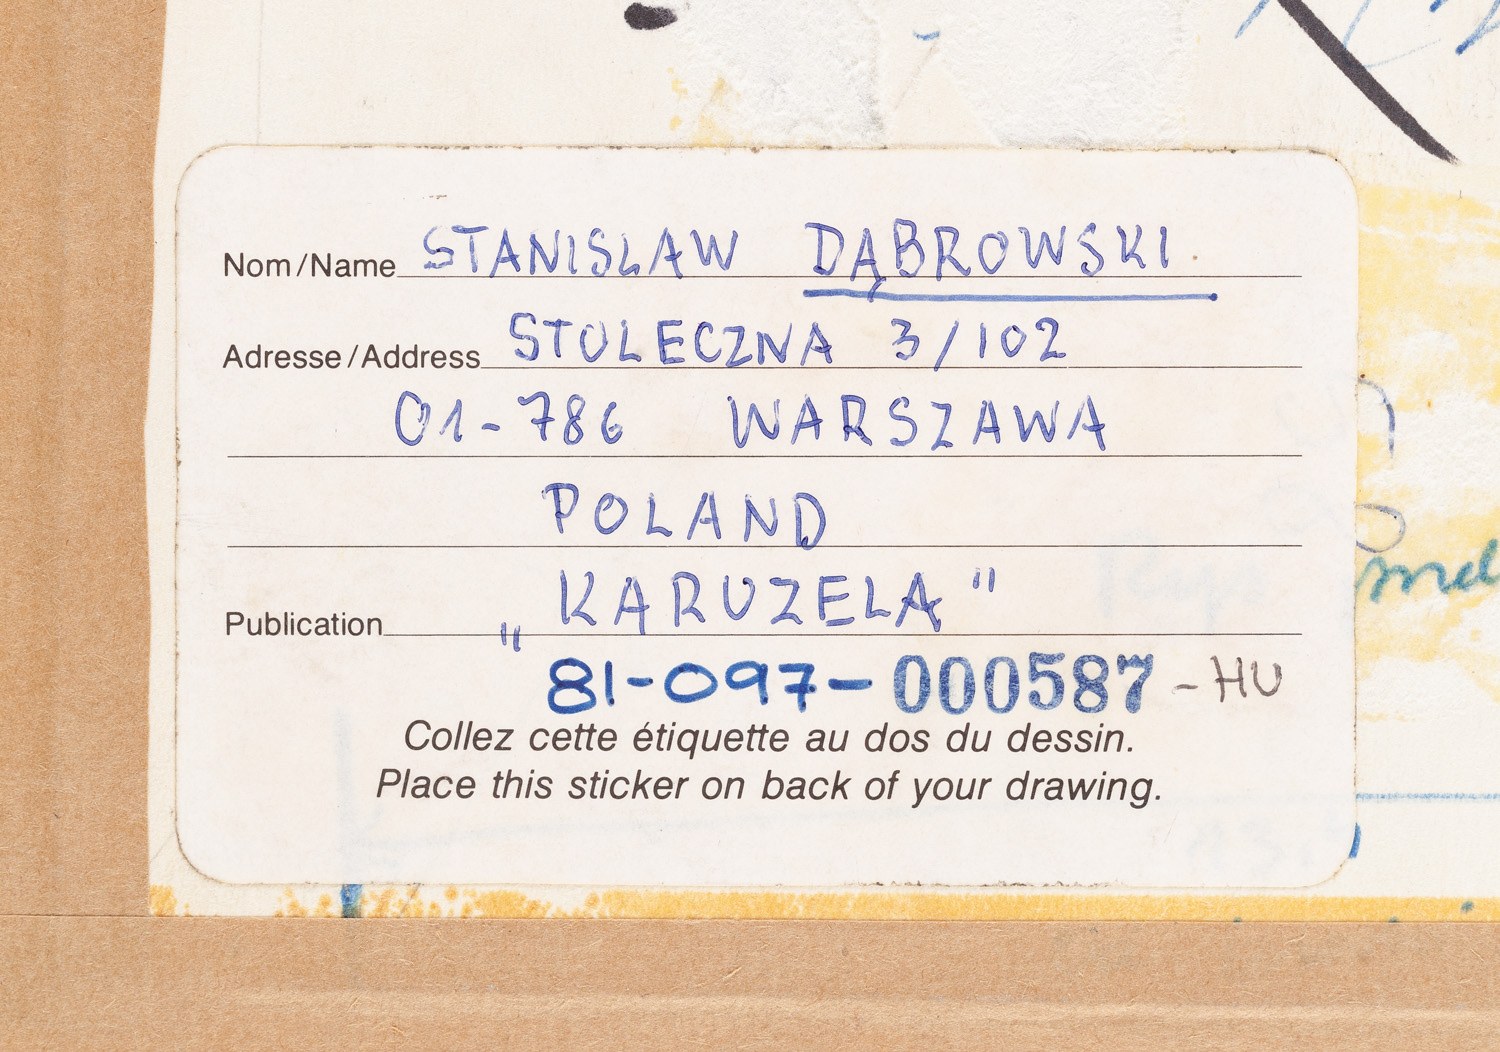 Nom/Name STANISLAW DĄBROWSKI
Adresse/Address STOLECZNA 3/102
01-786 WARSZAWA
POLAND
Publication „KARUZELA"
81-097-000587-HU
Collez cette étiquette au dos du dessin.
Place this sticker on back of your drawing.